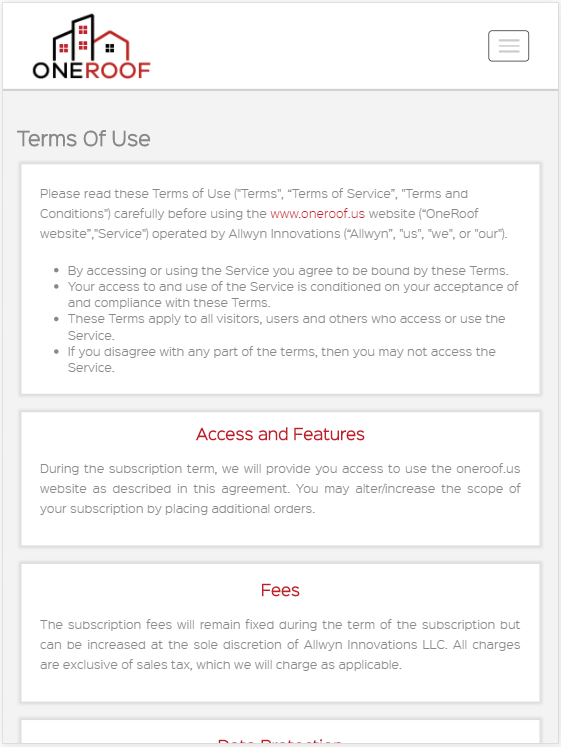 ONEROOF
Terms Of Use
Please read these Terms of Use ("Terms", “Terms of Service”, "Terms and
Conditions") carefully before using the www.oneroof.us website (“OneRoof
website”,"Service") operated by Allwyn Innovations (“Allwyn”, "us", "we", or "our").
• By accessing or using the Service you agree to be bound by these Terms.
• Your access to and use of the Service is conditioned on your acceptance of
and compliance with these Terms.
• These Terms apply to all visitors, users and others who access or use the
Service.
• If you disagree with any part of the terms, then you may not access the
Service.
Access and Features
During the subscription term, we will provide you access to use the oneroof.us
website as described in this agreement. You may alter/increase the scope of
your subscription by placing additional orders.
Fees
The subscription fees will remain fixed during the term of the subscription but
can be increased at the sole discretion of Allwyn Innovations LLC. All charges
are exclusive of sales tax, which we will charge as applicable.
Data Protection